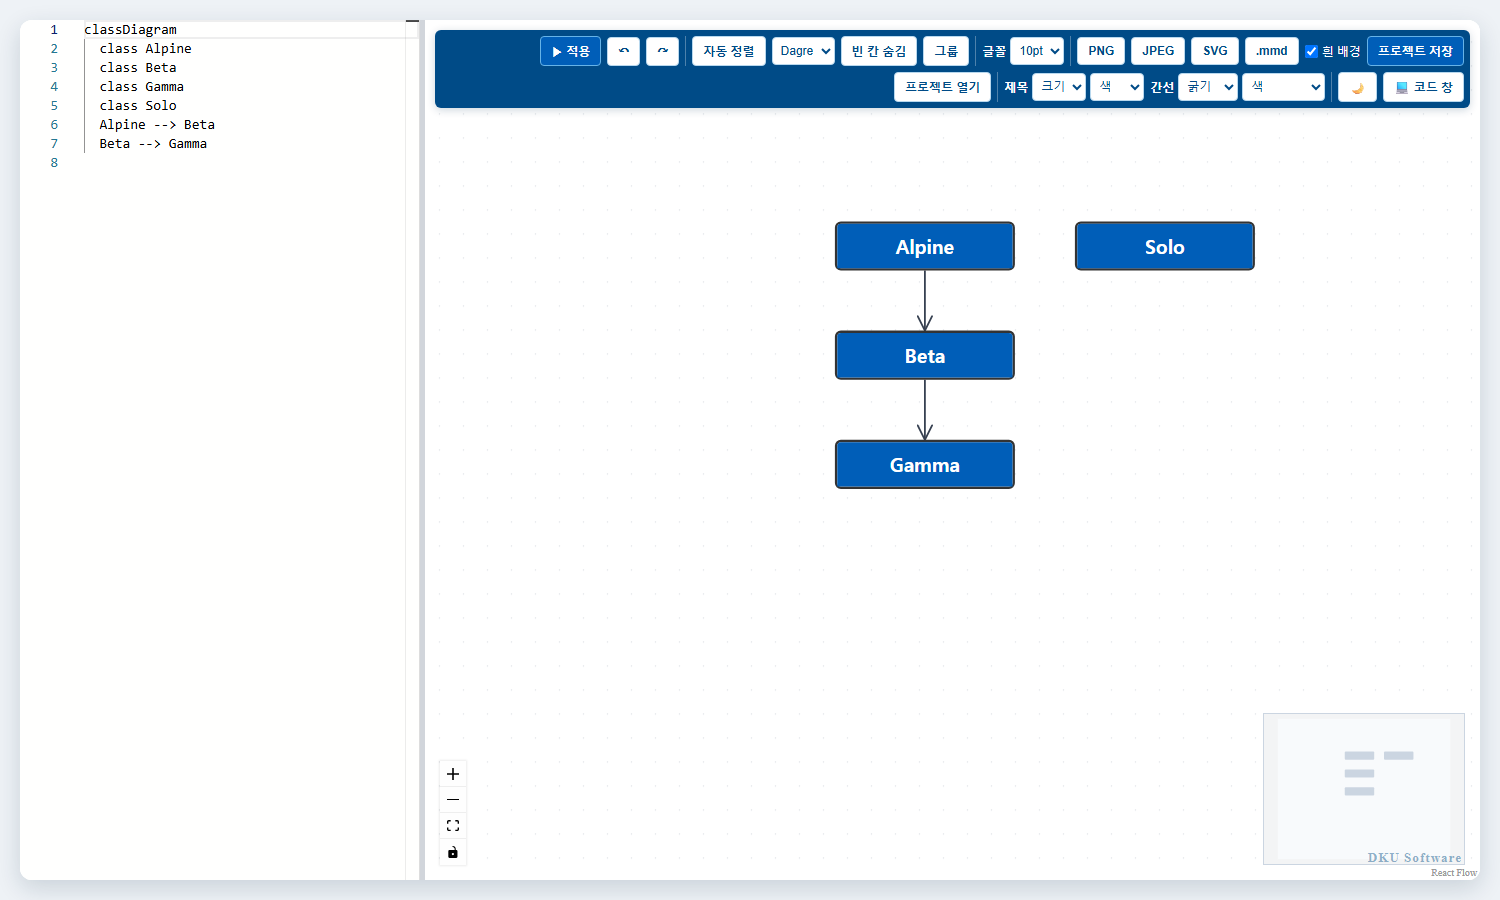 1 classDiagram
2 class Alpine
3 class Beta
4 class Gamma
5 class Solo
6 Alpine --> Beta
7 Beta --> Gamma
8
▶ 적용 ↶ ↷ 자동 정렬 Dagre 빈 칸 숨김 그룹 글꼴 10pt PNG JPEG SVG .mmd 흰 배경 프로젝트 저장
프로젝트 열기 제목 크기 색 간선 굵기 색 🌙 💻 코드 창
Alpine Solo
Beta
Gamma
DKU Software
React Flow